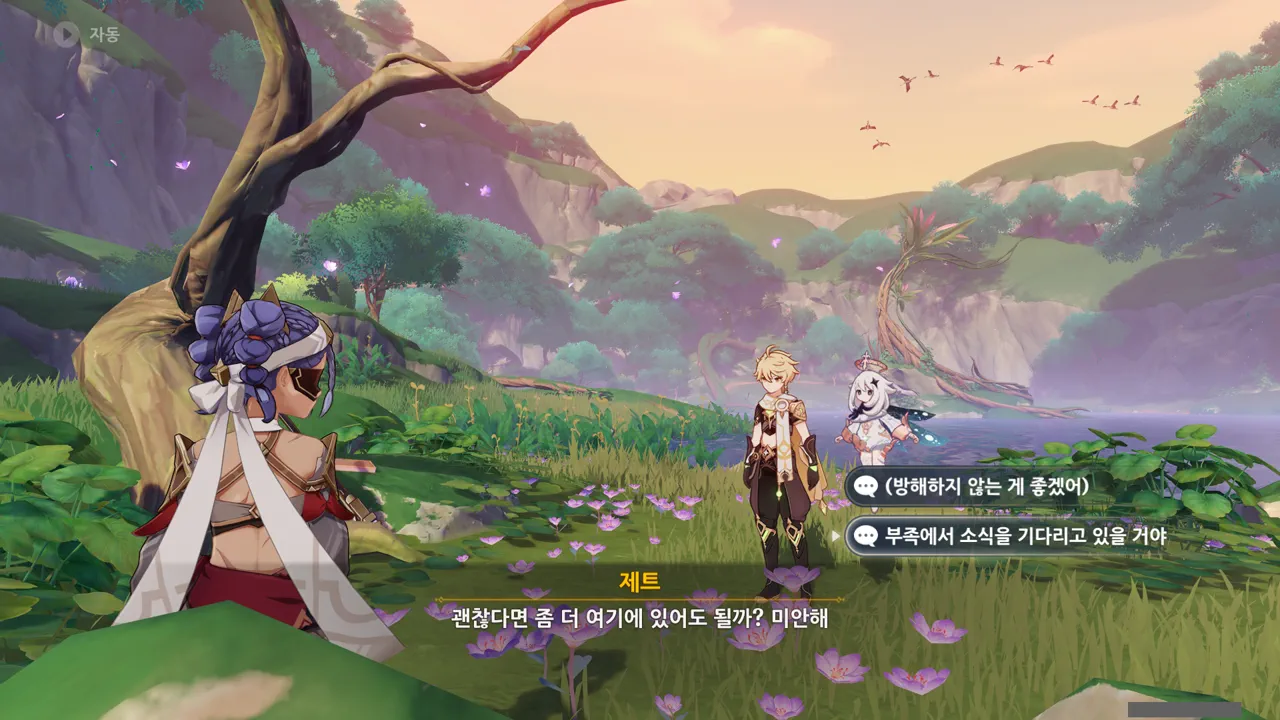 자동
(방해하지 않는 게 좋겠어)
부족에서 소식을 기다리고 있을 거야
제트
괜찮다면 좀 더 여기에 있어도 될까? 미안해